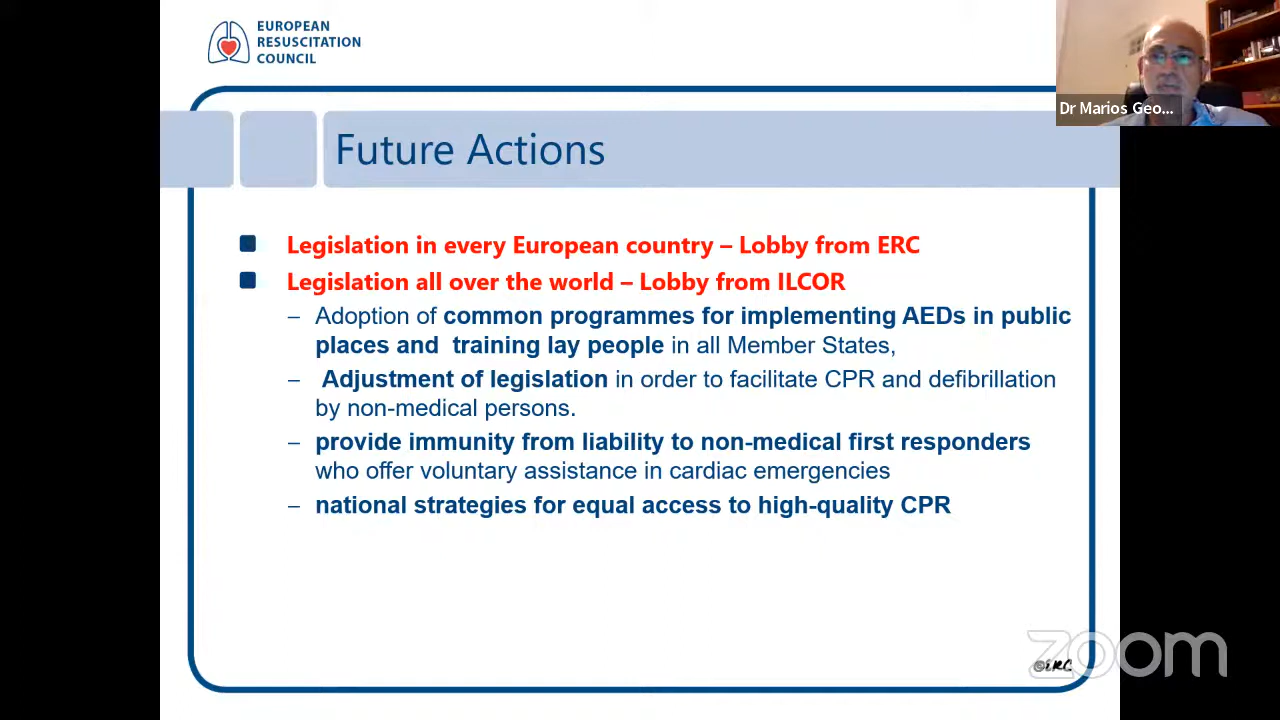 EUROPEAN
RESUSCITATION
COUNCIL
Dr Marios Geo...
Future Actions
Legislation in every European country – Lobby from ERC
Legislation all over the world – Lobby from ILCOR
– Adoption of common programmes for implementing AEDs in public
places and training lay people in all Member States,
– Adjustment of legislation in order to facilitate CPR and defibrillation
by non-medical persons.
– provide immunity from liability to non-medical first responders
who offer voluntary assistance in cardiac emergencies
– national strategies for equal access to high-quality CPR
zoom
@ERC